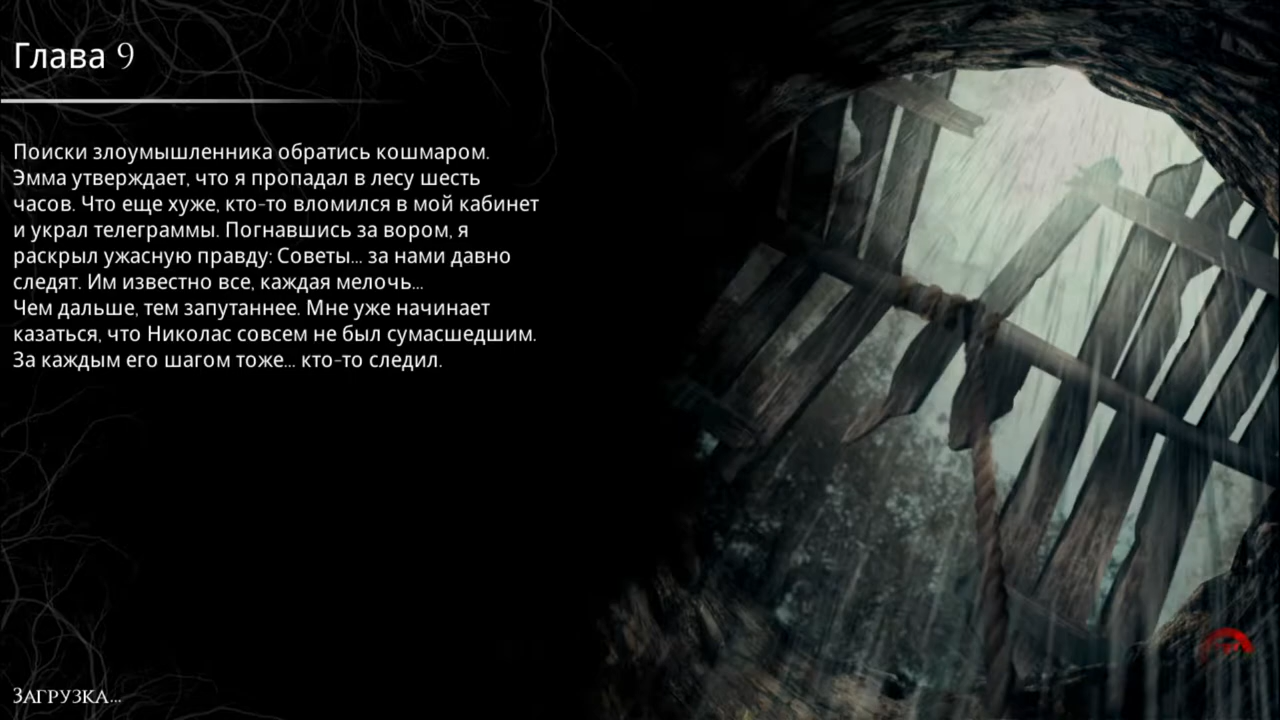 Глава 9
Поиски злоумышленника обратись кошмаром.
Эмма утверждает, что я пропадал в лесу шесть
часов. Что еще хуже, кто-то вломился в мой кабинет
и украл телеграммы. Погнавшись за вором, я
раскрыл ужасную правду: Советы... за нами давно
следят. Им известно все, каждая мелочь...
Чем дальше, тем запутаннее. Мне уже начинает
казаться, что Николас совсем не был сумасшедшим.
За каждым его шагом тоже... кто-то следил.
Загрузка...